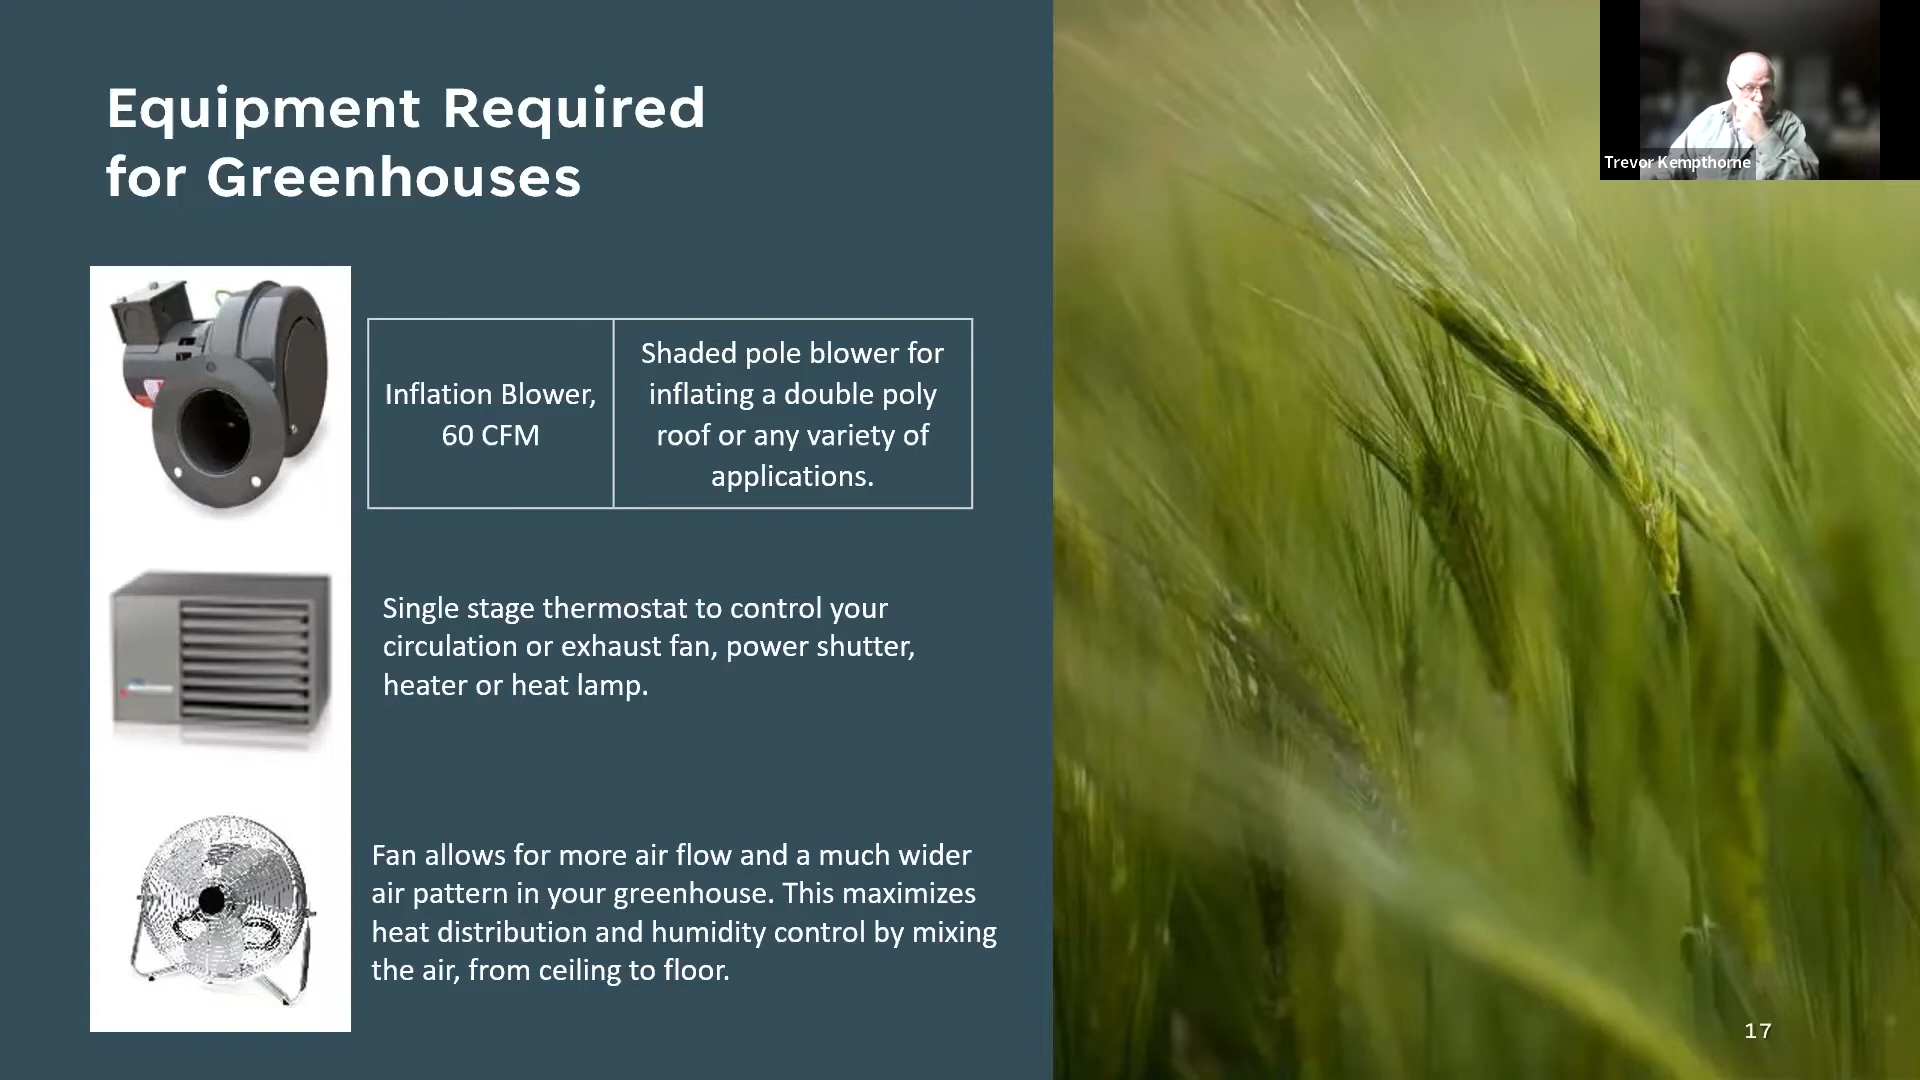 Equipment Required
for Greenhouses
Trevor Kempthorne
Inflation Blower,
60 CFM
Shaded pole blower for
inflating a double poly
roof or any variety of
applications.
Single stage thermostat to control your
circulation or exhaust fan, power shutter,
heater or heat lamp.
Fan allows for more air flow and a much wider
air pattern in your greenhouse. This maximizes
heat distribution and humidity control by mixing
the air, from ceiling to floor.
17